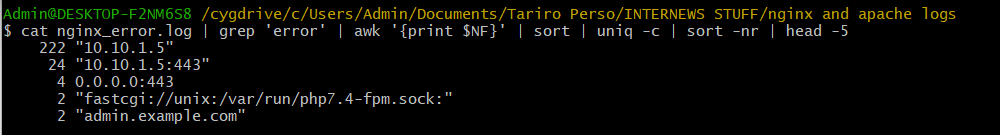 Admin@DESKTOP-F2NM6S8 /cygdrive/c/Users/Admin/Documents/Tariro Perso/INTERNEWS STUFF/nginx and apache logs
$ cat nginx_error.log | grep 'error' | awk '{print $NF}' | sort | uniq -c | sort -nr | head -5
    222 "10.10.1.5"
     24 "10.10.1.5:443"
      4 0.0.0.0:443
      2 "fastcgi://unix:/var/run/php7.4-fpm.sock:"
      2 "admin.example.com"